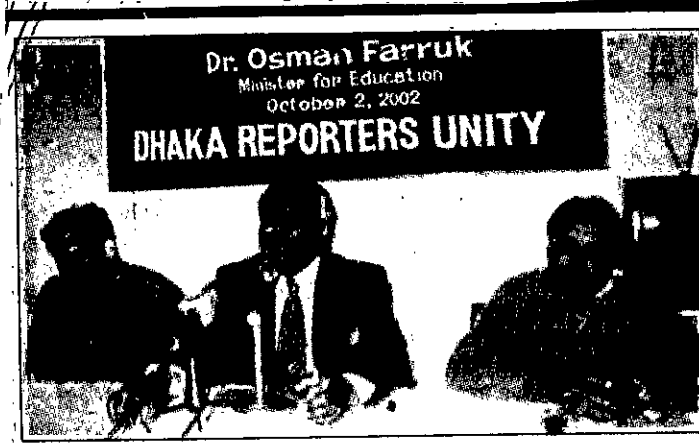 Dr. Osman Farruk
Minister for Education
October 2, 2002
DHAKA REPORTERS UNITY